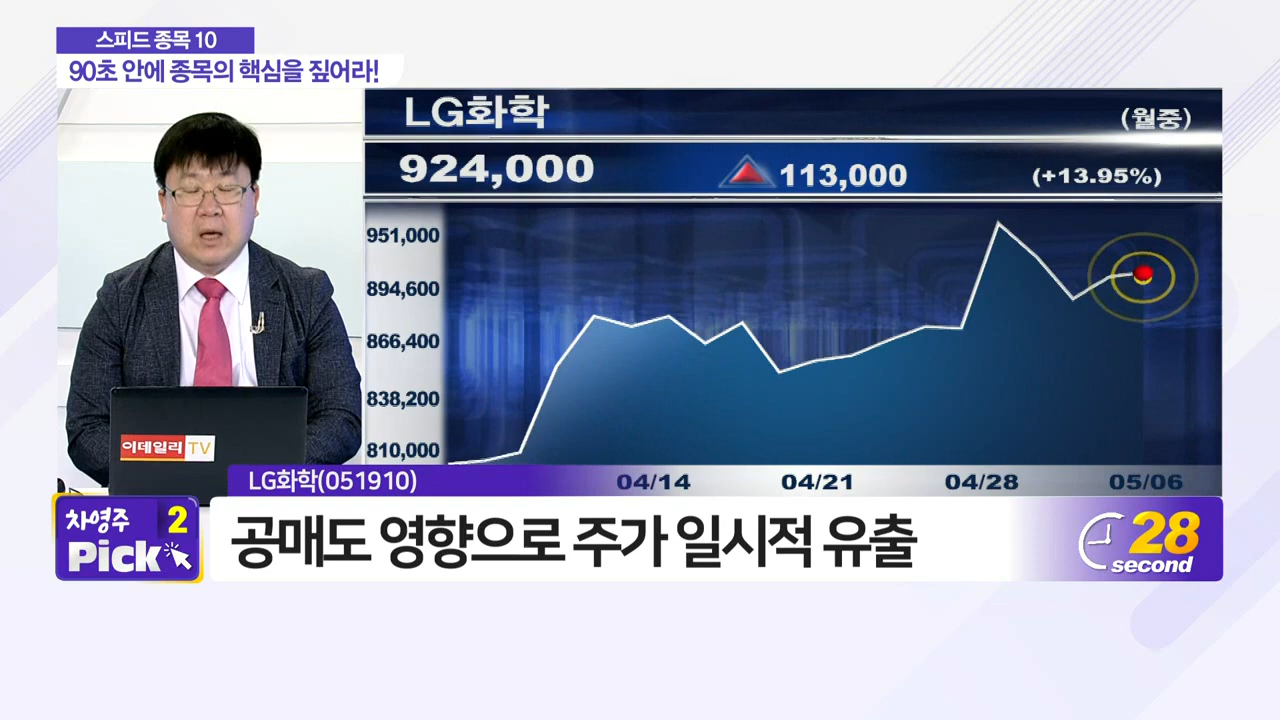 스피드 종목 10
90초 안에 종목의 핵심을 짚어라!
LG화학
(월중)
924,000
113,000
(+13.95%)
951,000
894,600
866,400
838,200
810,000
04/14
04/21
04/28
05/06
이데일리 TV
LG화학(051910)
차영주 2
Pick
공매도 영향으로 주가 일시적 유출
28
second